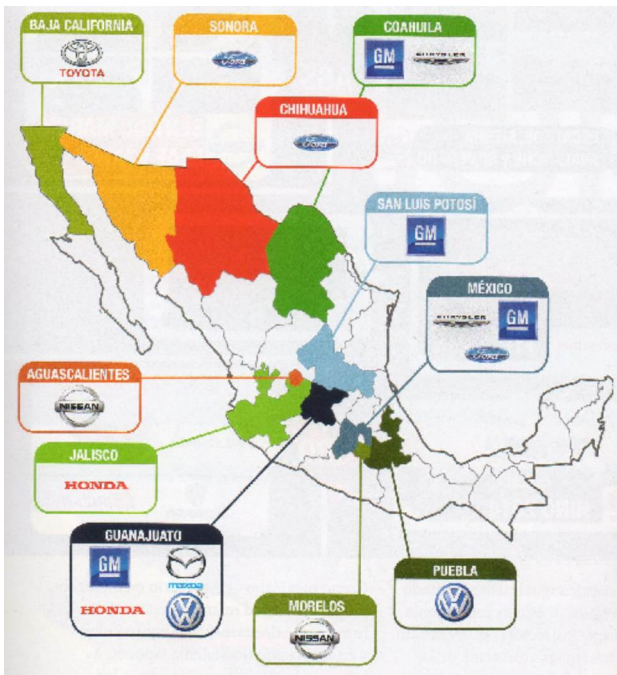 BAJA CALIFORNIA
TOYOTA
SONORA
Ford
COAHUILA
GM CHRYSLER
CHIHUAHUA
Ford
SAN LUIS POTOSÍ
GM
MÉXICO
CHRYSLER GM
Ford
AGUASCALIENTES
NISSAN
JALISCO
HONDA
GUANAJUATO
GM mazda
HONDA
MORELOS
NISSAN
PUEBLA